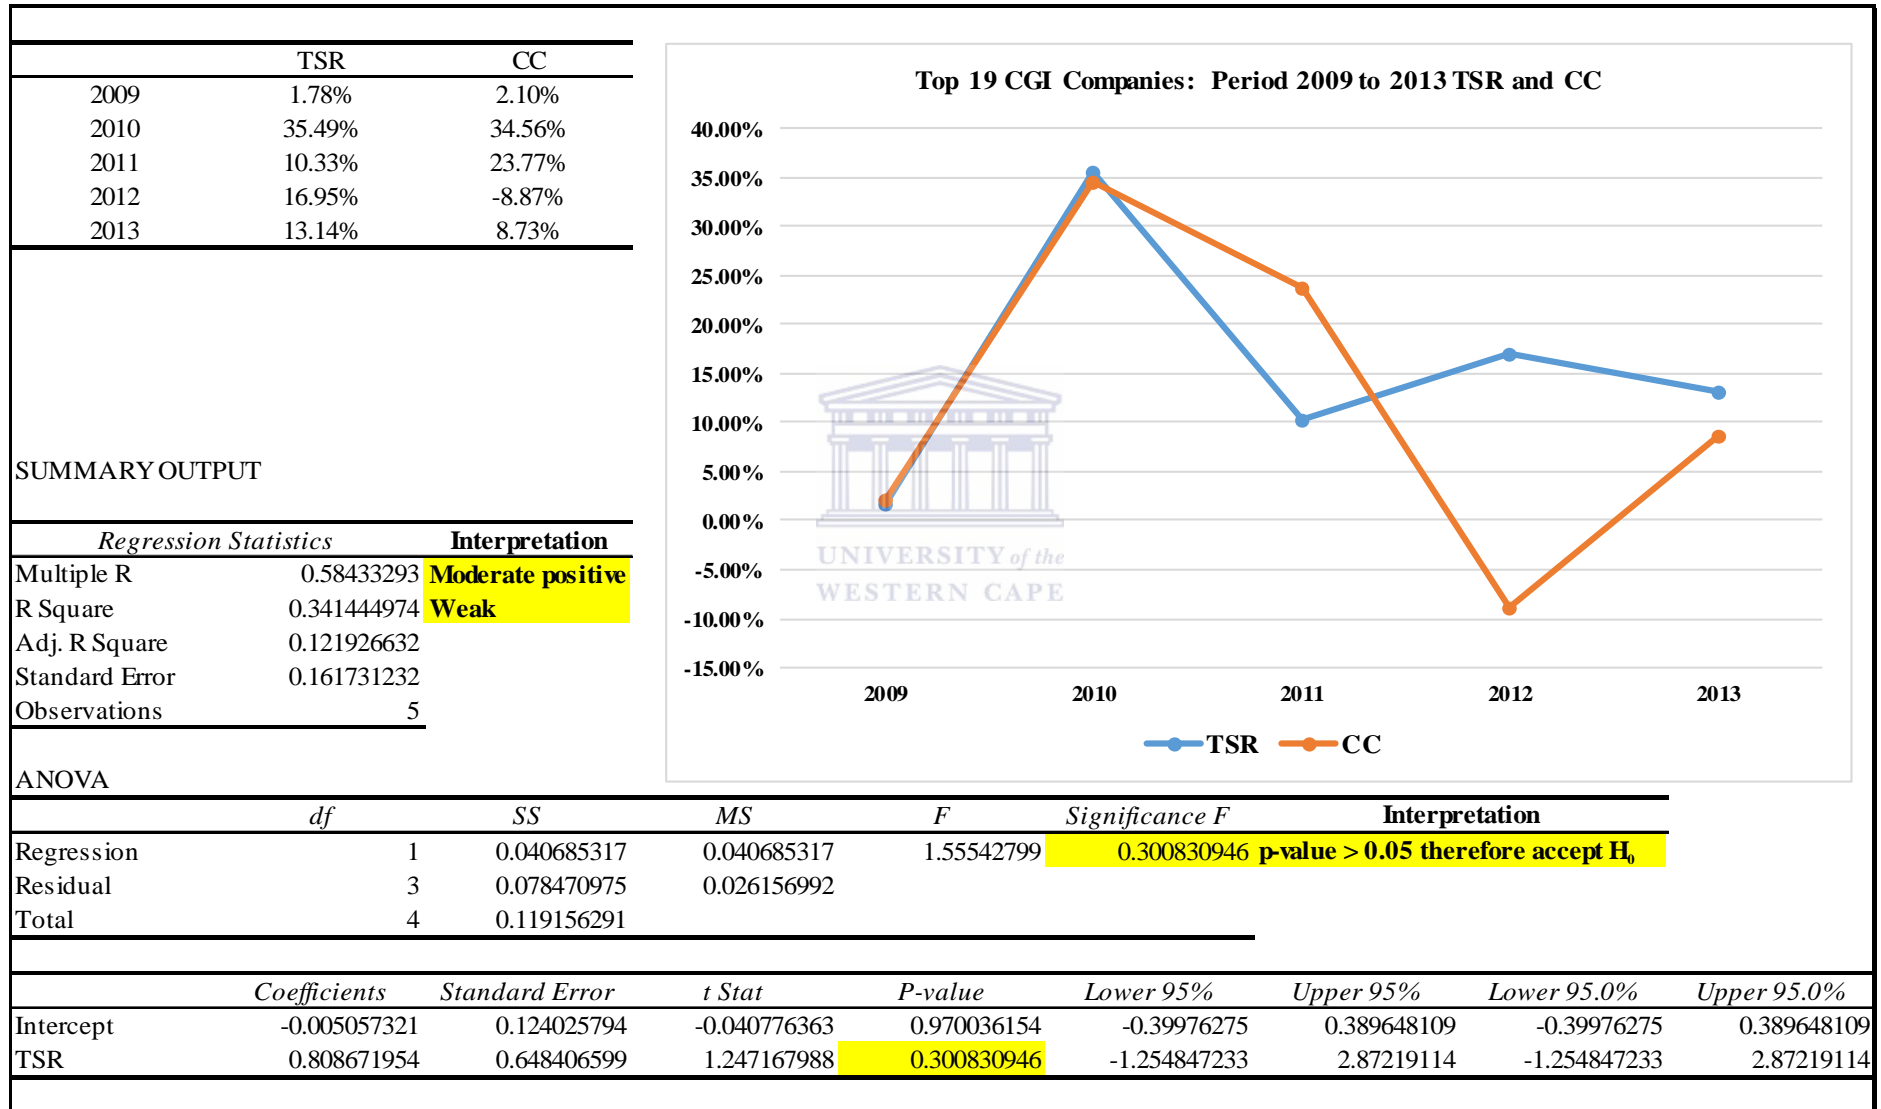 TSR CC
2009 1.78% 2.10%
2010 35.49% 34.56%
2011 10.33% 23.77%
2012 16.95% -8.87%
2013 13.14% 8.73%
Top 19 CGI Companies: Period 2009 to 2013 TSR and CC
40.00%
35.00%
30.00%
25.00%
20.00%
15.00%
10.00%
5.00%
0.00%
-5.00%
-10.00%
-15.00%
2009 2010 2011 2012 2013
TSR CC
UNIVERSITY of the
WESTERN CAPE
SUMMARY OUTPUT
Regression Statistics Interpretation
Multiple R 0.58433293 Moderate positive
R Square 0.341444974 Weak
Adj. R Square 0.121926632
Standard Error 0.161731232
Observations 5
ANOVA
df SS MS F Significance F Interpretation
Regression 1 0.040685317 0.040685317 1.55542799 0.300830946 p-value > 0.05 therefore accept H₀
Residual 3 0.078470975 0.026156992
Total 4 0.119156291
Coefficients Standard Error t Stat P-value Lower 95% Upper 95% Lower 95.0% Upper 95.0%
Intercept -0.005057321 0.124025794 -0.040776363 0.970036154 -0.39976275 0.389648109 -0.39976275 0.389648109
TSR 0.808671954 0.648406599 1.247167988 0.300830946 -1.254847233 2.87219114 -1.254847233 2.87219114